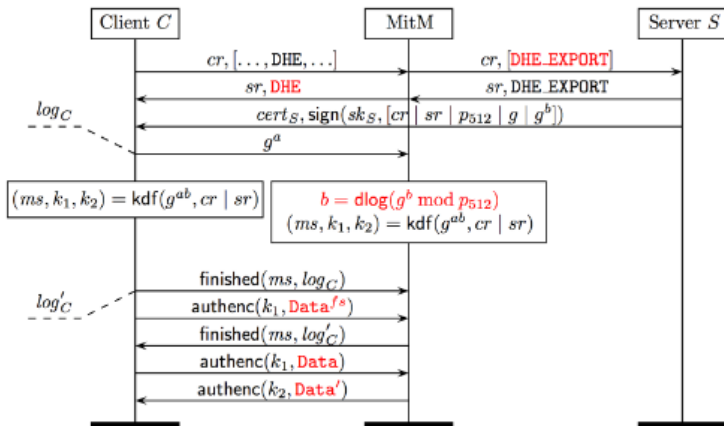 Client C MitM Server S
cr, [..., DHE, ...] cr, [DHE_EXPORT]
sr, DHE sr, DHE_EXPORT
log_C cert_S, sign(sk_S, [cr | sr | p_512 | g | g^b])
g^a
(ms, k_1, k_2) = kdf(g^{ab}, cr | sr) b = dlog(g^b mod p_512)
(ms, k_1, k_2) = kdf(g^{ab}, cr | sr)
finished(ms, log_C)
log'_C authenc(k_1, Data^{fs})
finished(ms, log'_C)
authenc(k_1, Data)
authenc(k_2, Data')